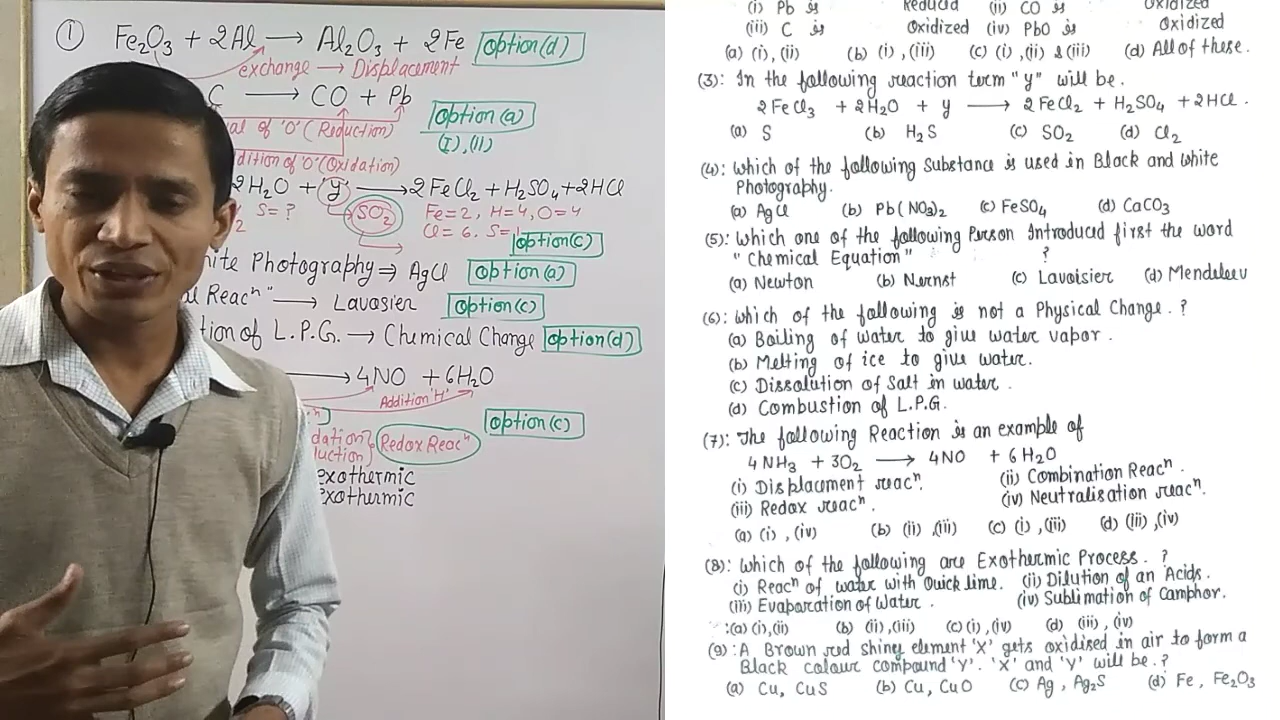 ① Fe₂O₃ + 2Al → Al₂O₃ + 2Fe option(d)
exchange → Displacement
C → CO + Pb
al of 'O' (Reduction) option(a)
(I),(II)
dition of 'O' (Oxidation)
2H₂O + y → 2FeCl₂ + H₂SO₄ + 2HCl
S = ? SO₂ Fe = 2, H = 4, O = 4
2 Cl = 6, S = option(c)
hite Photography ⇒ AgCl option(a)
al Reacⁿ" → Lavosier option(c)
tion of L.P.G. → Chemical Change option(d)
→ 4NO + 6H₂O
Addition 'H'
option(c)
dation
duction } Redox Reacⁿ
exothermic
exothermic
(i) Pb is Reduced (ii) CO is Oxidized
(iii) C is Oxidized (iv) PbO is Oxidized
(a) (i), (ii) (b) (i), (iii) (c) (i), (ii) & (iii) (d) All of these.
(3): In the following reaction term "y" will be.
2FeCl₃ + 2H₂O + y → 2FeCl₂ + H₂SO₄ + 2HCl.
(a) S (b) H₂S (c) SO₂ (d) Cl₂
(4): Which of the following Substance is used in Black and white
Photography.
(a) AgCl (b) Pb(NO₃)₂ (c) FeSO₄ (d) CaCO₃
(5): Which one of the following Person Introduced first the word
"Chemical Equation" ?
(a) Newton (b) Nernst (c) Lavoisier (d) Mendeleev
(6): Which of the following is not a Physical Change. ?
(a) Boiling of water to give water vapor.
(b) Melting of ice to give water.
(c) Dissolution of Salt in water.
(d) Combustion of L.P.G.
(7): The following Reaction is an example of
4NH₃ + 3O₂ → 4NO + 6H₂O
(i) Displacment reacⁿ. (ii) Combination Reacⁿ.
(iii) Redox reacⁿ. (iv) Neutralisation reacⁿ.
(a) (i), (iv) (b) (ii), (iii) (c) (i), (iii) (d) (iii), (iv)
(8): Which of the following are Exothermic Process. ?
(i) Reacⁿ of water with Quick lime. (ii) Dilution of an Acids.
(iii) Evaporation of Water. (iv) Sublimation of Camphor.
:(a) (i),(ii) (b) (ii),(iii) (c) (i), (iv) (d) (iii), (iv)
(9): A Brown red shiney element 'X' gets oxidised in air to form a
Black colour compound 'Y'. 'X' and 'Y' will be. ?
(a) Cu, CuS (b) Cu, CuO (c) Ag, Ag₂S (d) Fe, Fe₂O₃